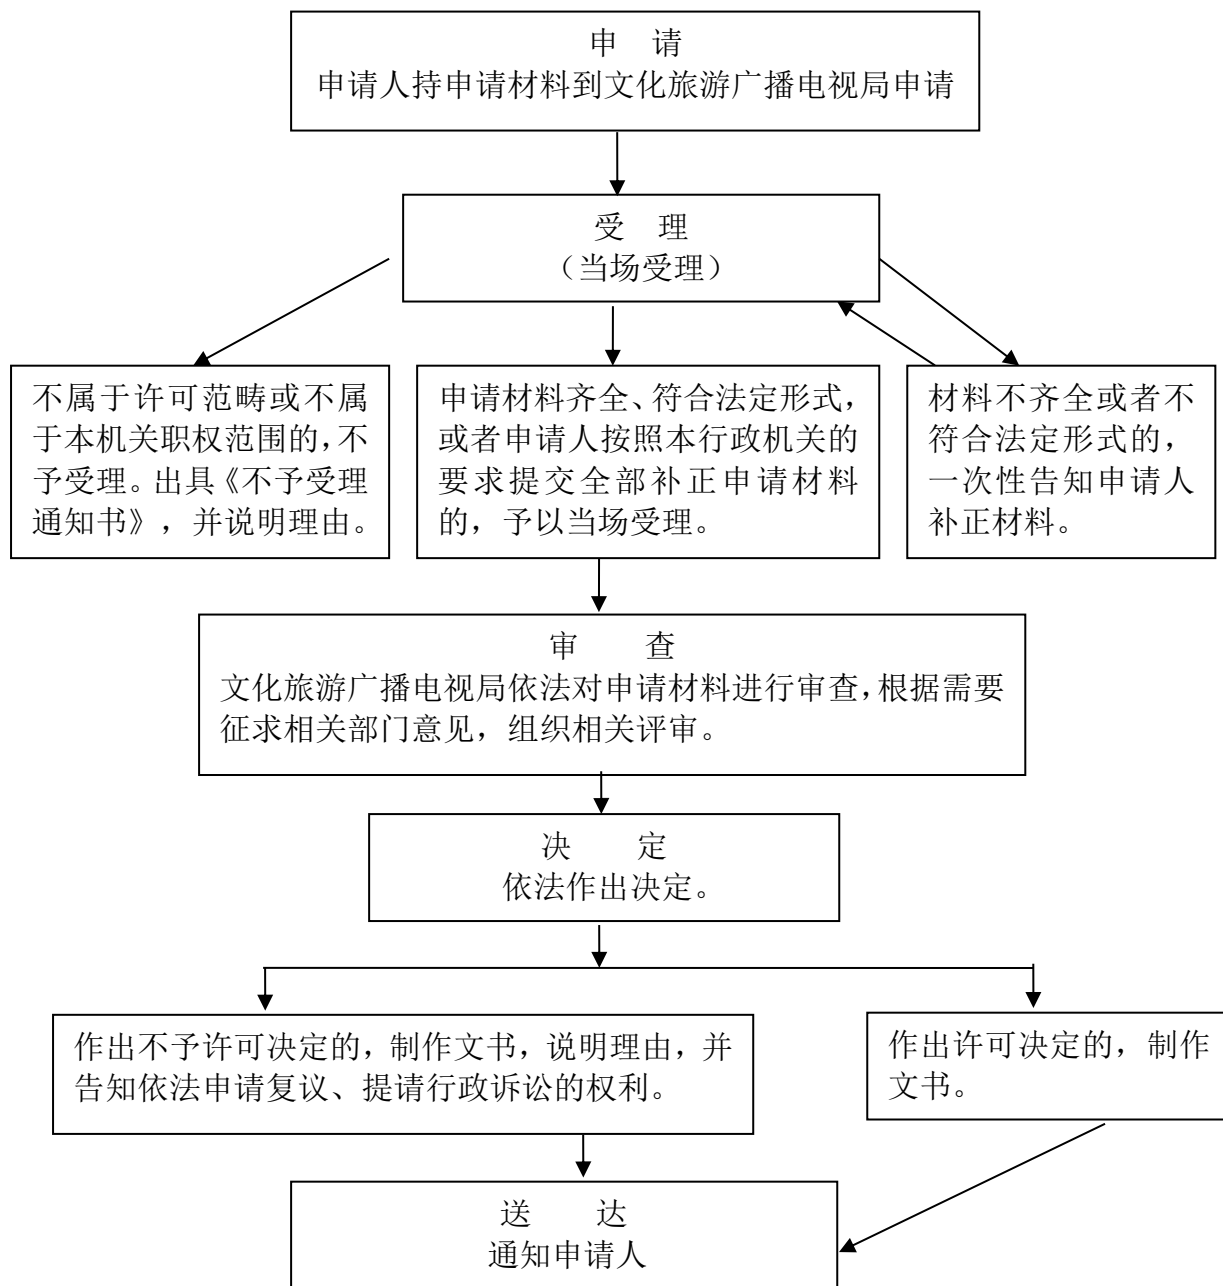 申 请
申请人持申请材料到文化旅游广播电视局申请
受 理
（当场受理）
不属于许可范畴或不属
于本机关职权范围的，不
予受理。出具《不予受理
通知书》，并说明理由。
申请材料齐全、符合法定形式，
或者申请人按照本行政机关的
要求提交全部补正申请材料
的，予以当场受理。
材料不齐全或者不
符合法定形式的，
一次性告知申请人
补正材料。
审 查
文化旅游广播电视局依法对申请材料进行审查，根据需要
征求相关部门意见，组织相关评审。
决 定
依法作出决定。
作出不予许可决定的，制作文书，说明理由，并
告知依法申请复议、提请行政诉讼的权利。
作出许可决定的，制作
文书。
送 达
通知申请人